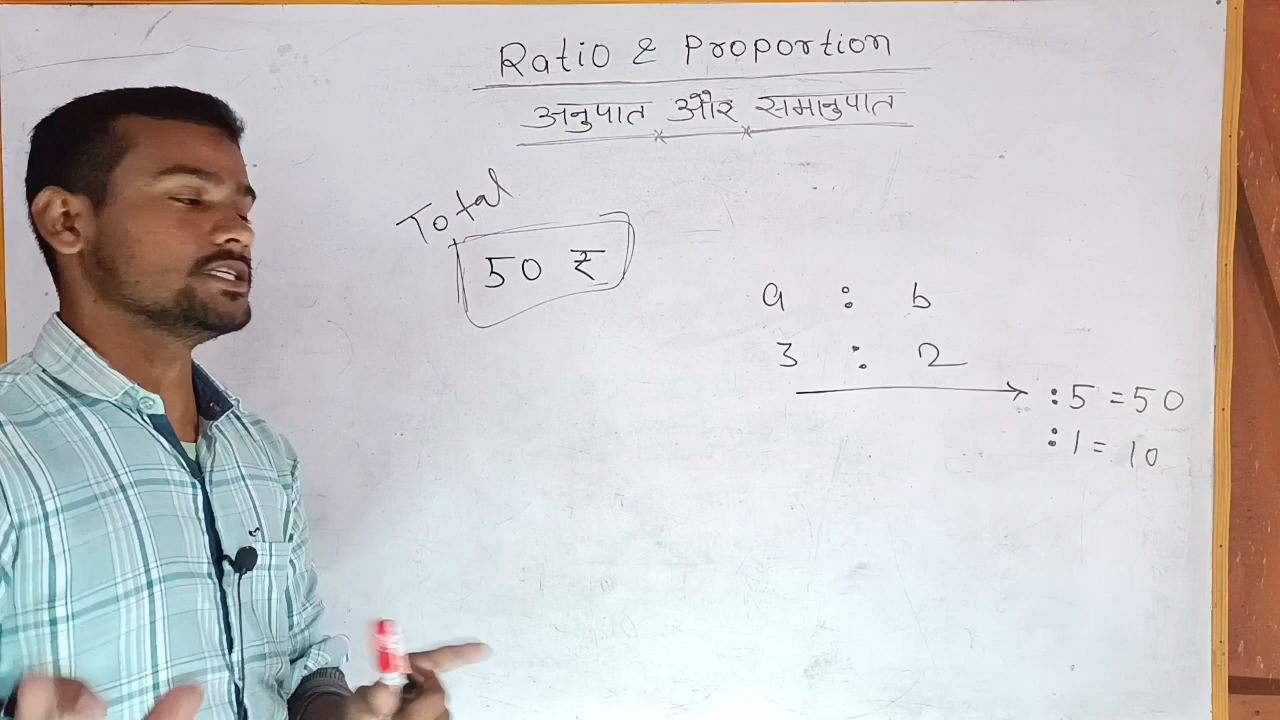 Ratio & Proportion
अनुपात और समानुपात
Total
50 ₹
a : b
3 : 2
: 5 = 50
: 1 = 10